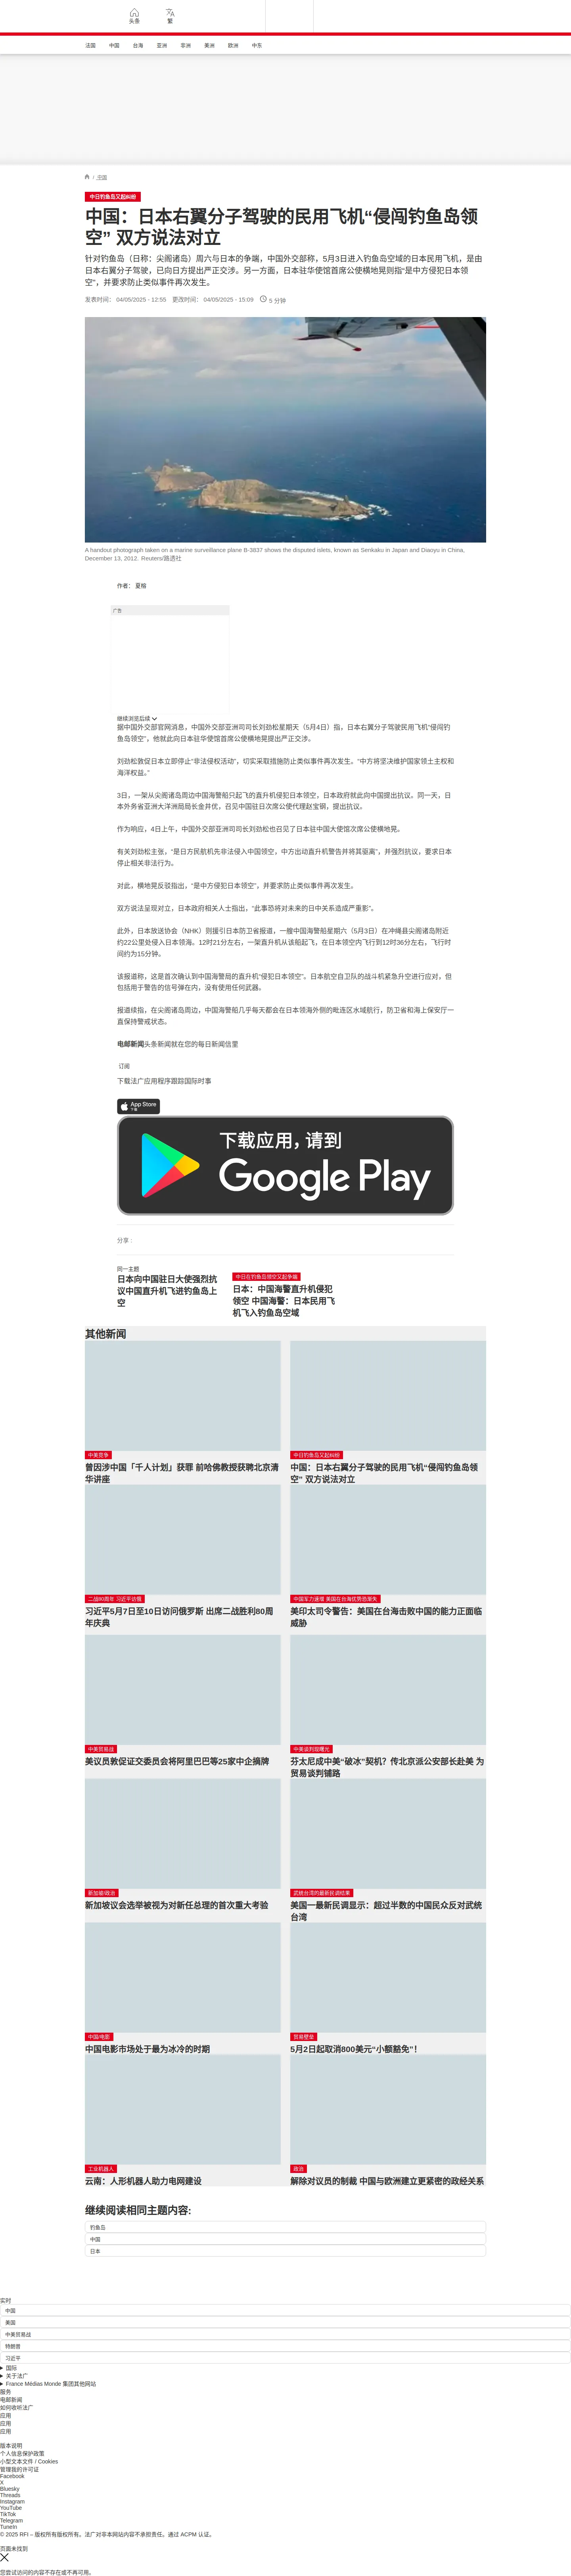 头条
繁
法国 中国 台海 亚洲 非洲 美洲 欧洲 中东
/ 中国
中日钓鱼岛又起纠纷
中国：日本右翼分子驾驶的民用飞机“侵闯钓鱼岛领
空” 双方说法对立
针对钓鱼岛（日称：尖阁诸岛）周六与日本的争端，中国外交部称，5月3日进入钓鱼岛空域的日本民用飞机，是由
日本右翼分子驾驶，已向日方提出严正交涉。另一方面，日本驻华使馆首席公使横地晃则指“是中方侵犯日本领
空”，并要求防止类似事件再次发生。
发表时间： 04/05/2025 - 12:55 更改时间： 04/05/2025 - 15:09 5 分钟
A handout photograph taken on a marine surveillance plane B-3837 shows the disputed islets, known as Senkaku in Japan and Diaoyu in China,
December 13, 2012. Reuters/路透社
作者： 夏榕
广告
继续浏览后续
据中国外交部官网消息，中国外交部亚洲司司长刘劲松星期天（5月4日）指，日本右翼分子驾驶民用飞机“侵闯钓
鱼岛领空”，他就此向日本驻华使馆首席公使横地晃提出严正交涉。
刘劲松敦促日本立即停止“非法侵权活动”，切实采取措施防止类似事件再次发生。“中方将坚决维护国家领土主权和
海洋权益。”
3日，一架从尖阁诸岛周边中国海警船只起飞的直升机侵犯日本领空，日本政府就此向中国提出抗议。同一天，日
本外务省亚洲大洋洲局局长金井优，召见中国驻日次席公使代理赵宝钢，提出抗议。
作为响应，4日上午，中国外交部亚洲司司长刘劲松也召见了日本驻中国大使馆次席公使横地晃。
有关刘劲松主张，“是日方民航机先非法侵入中国领空，中方出动直升机警告并将其驱离”，并强烈抗议，要求日本
停止相关非法行为。
对此，横地晃反驳指出，“是中方侵犯日本领空”，并要求防止类似事件再次发生。
双方说法呈现对立，日本政府相关人士指出，“此事恐将对未来的日中关系造成严重影”。
此外，日本放送协会（NHK）则援引日本防卫省报道，一艘中国海警船星期六（5月3日）在冲绳县尖阁诸岛附近
约22公里处侵入日本领海。12时21分左右，一架直升机从该船起飞，在日本领空内飞行到12时36分左右，飞行时
间约为15分钟。
该报道称，这是首次确认到中国海警局的直升机“侵犯日本领空”。日本航空自卫队的战斗机紧急升空进行应对，但
包括用于警告的信号弹在内，没有使用任何武器。
报道续指，在尖阁诸岛周边，中国海警船几乎每天都会在日本领海外侧的毗连区水域航行，防卫省和海上保安厅一
直保持警戒状态。
电邮新闻头条新闻就在您的每日新闻信里
订阅
下载法广应用程序跟踪国际时事
App Store
下载
下载应用，请到
Google Play
分享 :
同一主题
日本向中国驻日大使强烈抗
议中国直升机飞进钓鱼岛上
空
中日在钓鱼岛领空又起争端
日本：中国海警直升机侵犯
领空 中国海警：日本民用飞
机飞入钓鱼岛空域
其他新闻
中美竞争
曾因涉中国「千人计划」获罪 前哈佛教授获聘北京清
华讲座
中日钓鱼岛又起纠纷
中国：日本右翼分子驾驶的民用飞机“侵闯钓鱼岛领
空” 双方说法对立
二战80周年 习近平访俄
习近平5月7日至10日访问俄罗斯 出席二战胜利80周
年庆典
中国军力递增 美国在台海优势恐渐失
美印太司令警告：美国在台海击败中国的能力正面临
威胁
中美贸易战
美议员敦促证交委员会将阿里巴巴等25家中企摘牌
中美谈判现曙光
芬太尼成中美“破冰”契机？传北京派公安部长赴美 为
贸易谈判铺路
新加坡/政治
新加坡议会选举被视为对新任总理的首次重大考验
武统台湾的最新民调结果
美国一最新民调显示：超过半数的中国民众反对武统
台湾
中国/电影
中国电影市场处于最为冰冷的时期
贸易壁垒
5月2日起取消800美元“小额豁免”！
工业机器人
云南：人形机器人助力电网建设
政治
解除对议员的制裁 中国与欧洲建立更紧密的政经关系
继续阅读相同主题内容:
钓鱼岛
中国
日本
实时
中国
美国
中美贸易战
特朗普
习近平
国际
关于法广
France Médias Monde 集团其他网站
服务
电邮新闻
如何收听法广
应用
应用
应用
版本说明
个人信息保护政策
小型文本文件 / Cookies
管理我的许可证
Facebook
X
Bluesky
Threads
Instagram
YouTube
TikTok
Telegram
TuneIn
© 2025 RFI – 版权所有版权所有。法广对非本网站内容不承担责任。通过 ACPM 认证。
页面未找到
您尝试访问的内容不存在或不再可用。